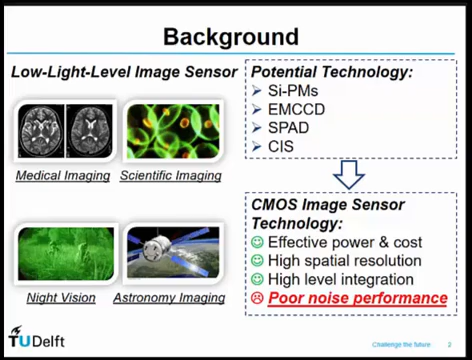 Background
Low-Light-Level Image Sensor
Medical Imaging
Scientific Imaging
Night Vision
Astronomy Imaging
Potential Technology:
Si-PMs
EMCCD
SPAD
CIS
CMOS Image Sensor
Technology:
Effective power & cost
High spatial resolution
High level integration
Poor noise performance
TUDelft
Challenge the future
2